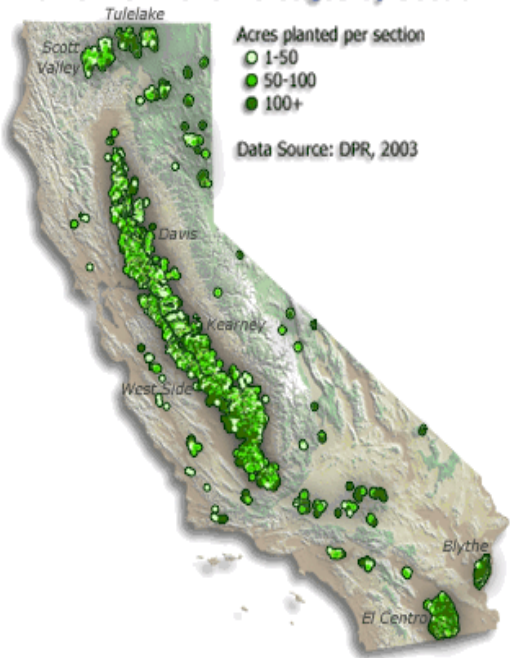 Tulelake
Acres planted per section
1-50
50-100
100+
Scott
Valley
Data Source: DPR, 2003
Davis
Kearney
West Side
Blythe
El Centro